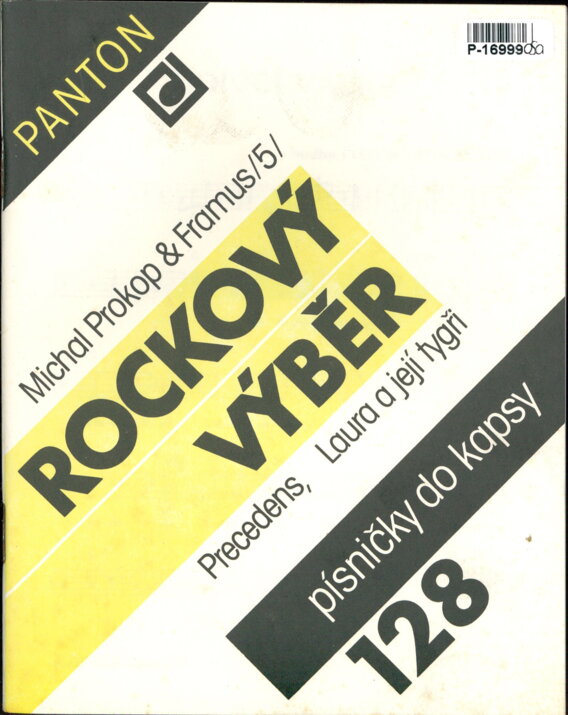 PANTON
P-16999
Michal Prokop & Framus/5/
ROCKOVÝ
VÝBĚR
Precedens, Laura a její tygři
písničky do kapsy
128